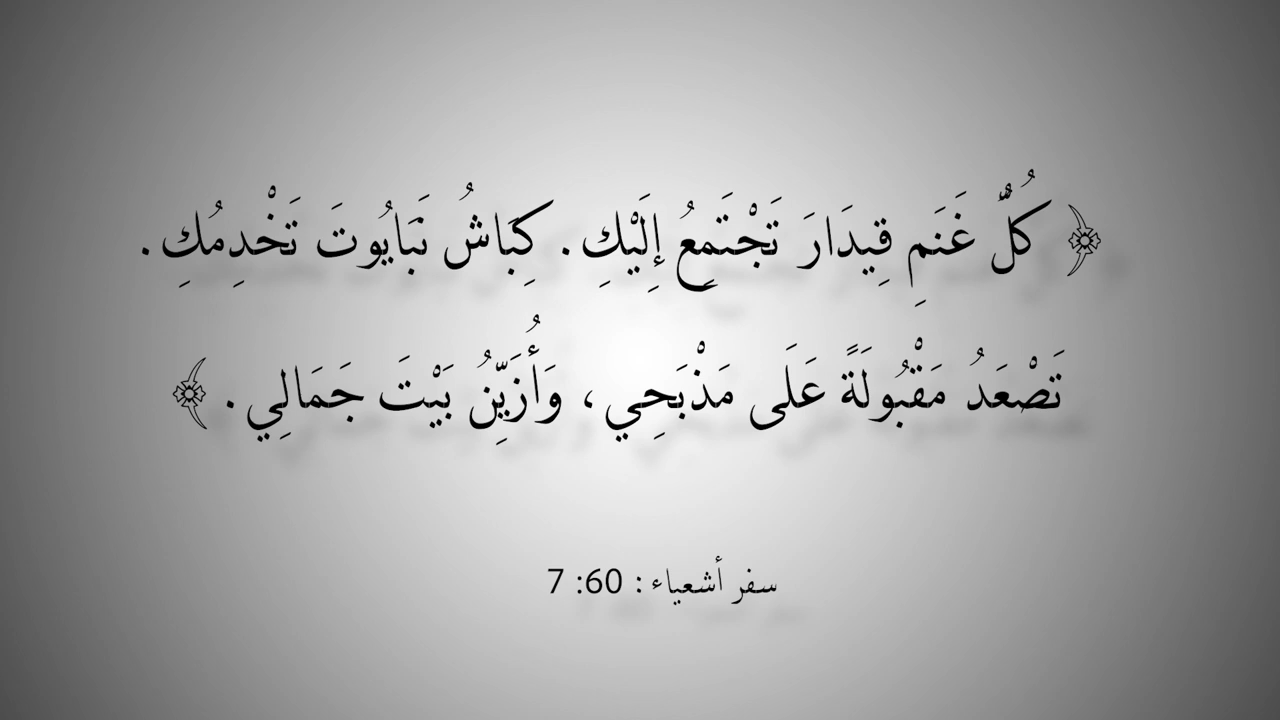 ﴿ كُلُّ غَنَمِ قِيدَارَ تَجْتَمِعُ إِلَيْكِ. كِبَاشُ نَبَايُوتَ تَخْدِمُكِ.
تَصْعَدُ مَقْبُولَةً عَلَى مَذْبَحِي، وَأُزَيِّنُ بَيْتَ جَمَالِي. ﴾
سفر أشعياء: 60: 7